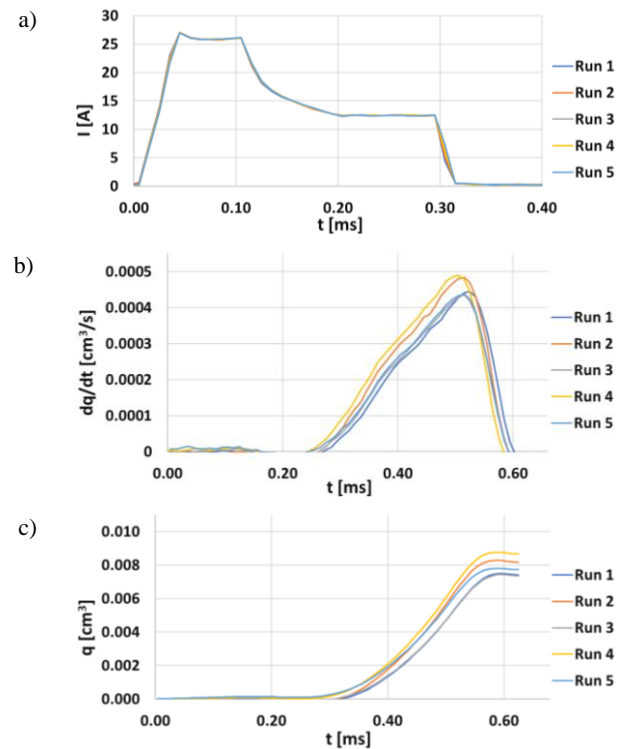 a)
30
25
20
15
10
5
0
I [A]
0.00 0.10 0.20 0.30 0.40
t [ms]
Run 1
Run 2
Run 3
Run 4
Run 5
b)
0.0005
0.0004
0.0003
0.0002
0.0001
0
dq/dt [cm³/s]
0.00 0.20 0.40 0.60
t [ms]
Run 1
Run 2
Run 3
Run 4
Run 5
c)
0.010
0.008
0.006
0.004
0.002
0.000
q [cm³]
0.00 0.20 0.40 0.60
t [ms]
Run 1
Run 2
Run 3
Run 4
Run 5